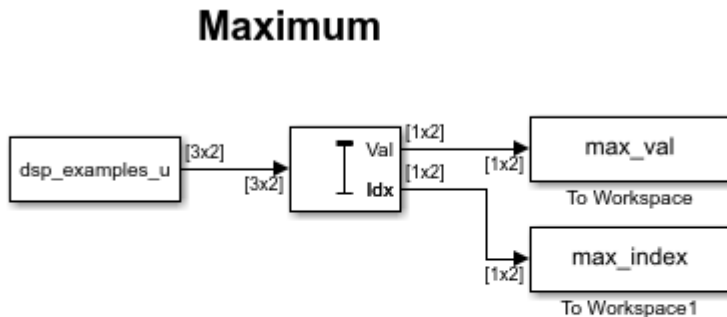 Maximum
dsp_examples_u
[3x2]
[3x2]
Val
Idx
[1x2]
[1x2]
[1x2]
[1x2]
max_val
To Workspace
max_index
To Workspace1